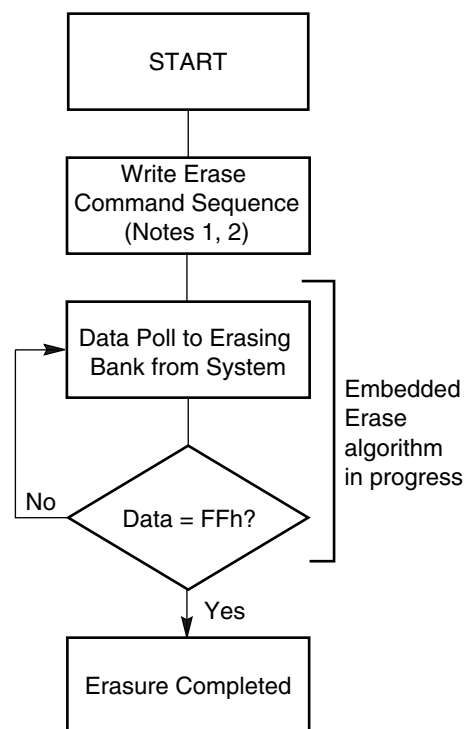 START
Write Erase
Command Sequence
(Notes 1, 2)
Data Poll to Erasing
Bank from System
Embedded
Erase
algorithm
in progress
No
Data = FFh?
Yes
Erasure Completed